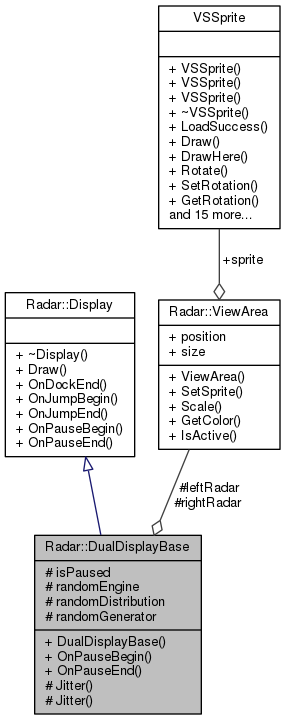 VSSprite
+ VSSprite()
+ VSSprite()
+ VSSprite()
+ ~VSSprite()
+ LoadSuccess()
+ Draw()
+ DrawHere()
+ Rotate()
+ SetRotation()
+ GetRotation()
and 15 more...
+sprite
Radar::Display
+ ~Display()
+ Draw()
+ OnDockEnd()
+ OnJumpBegin()
+ OnJumpEnd()
+ OnPauseBegin()
+ OnPauseEnd()
Radar::ViewArea
+ position
+ size
+ ViewArea()
+ SetSprite()
+ Scale()
+ GetColor()
+ IsActive()
#leftRadar
#rightRadar
Radar::DualDisplayBase
# isPaused
# randomEngine
# randomDistribution
# randomGenerator
+ DualDisplayBase()
+ OnPauseBegin()
+ OnPauseEnd()
# Jitter()
# Jitter()